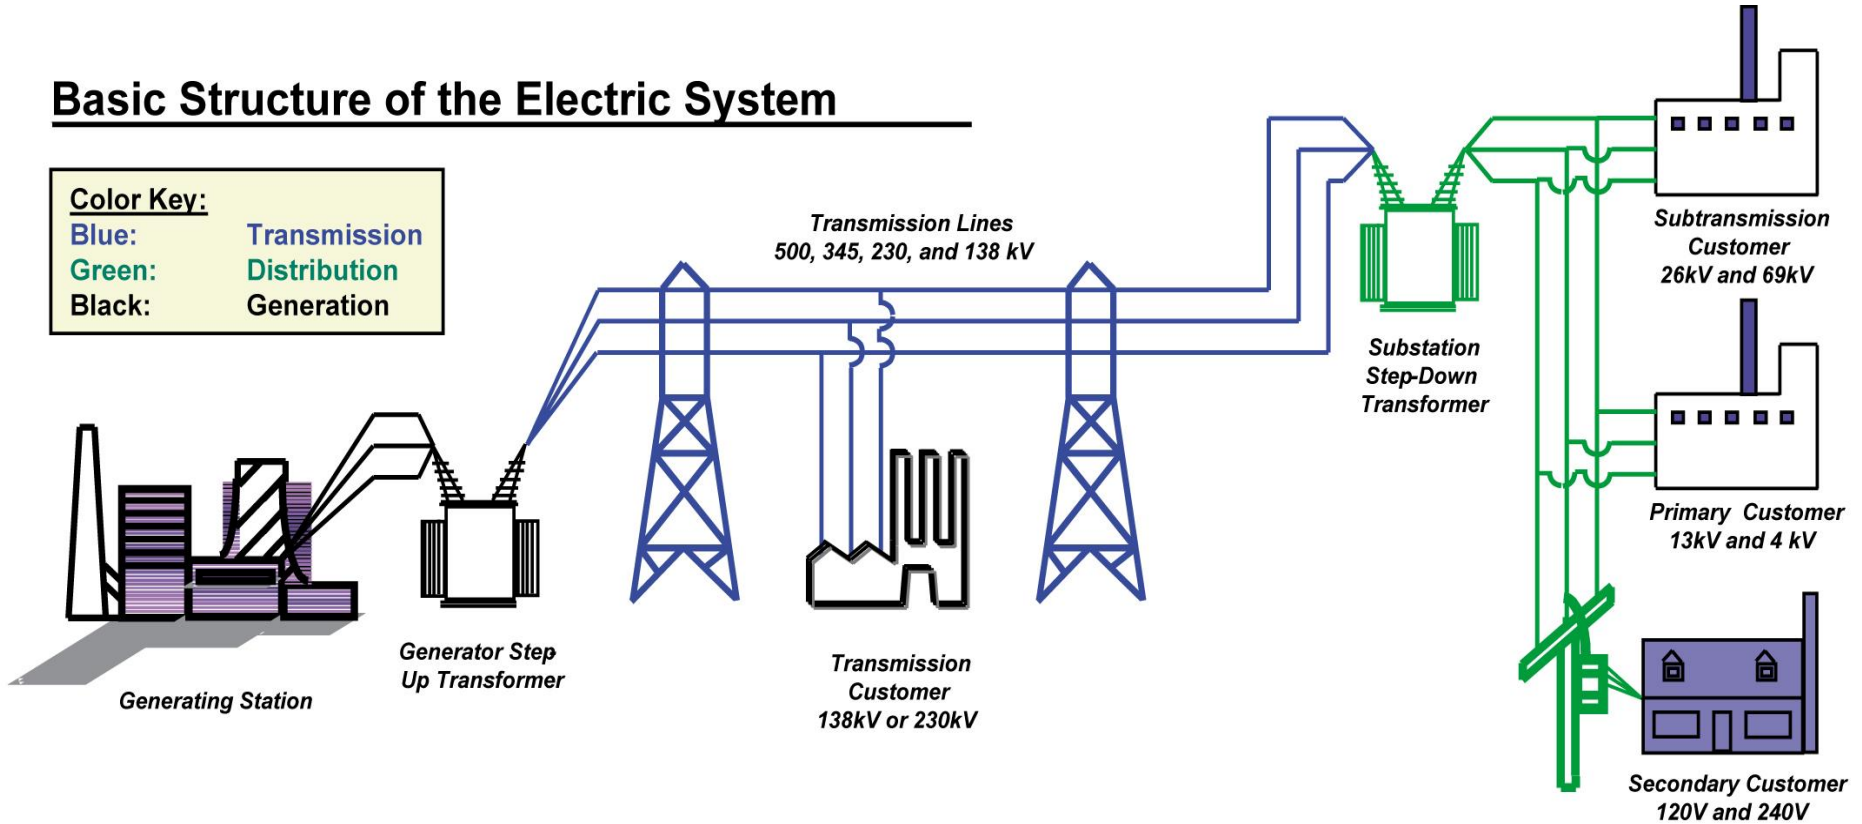 Basic Structure of the Electric System
Color Key:
Blue: Transmission
Green: Distribution
Black: Generation
Transmission Lines
500, 345, 230, and 138 kV
Subtransmission
Customer
26kV and 69kV
Substation
Step-Down
Transformer
Primary Customer
13kV and 4 kV
Generating Station
Generator Step-
Up Transformer
Transmission
Customer
138kV or 230kV
Secondary Customer
120V and 240V